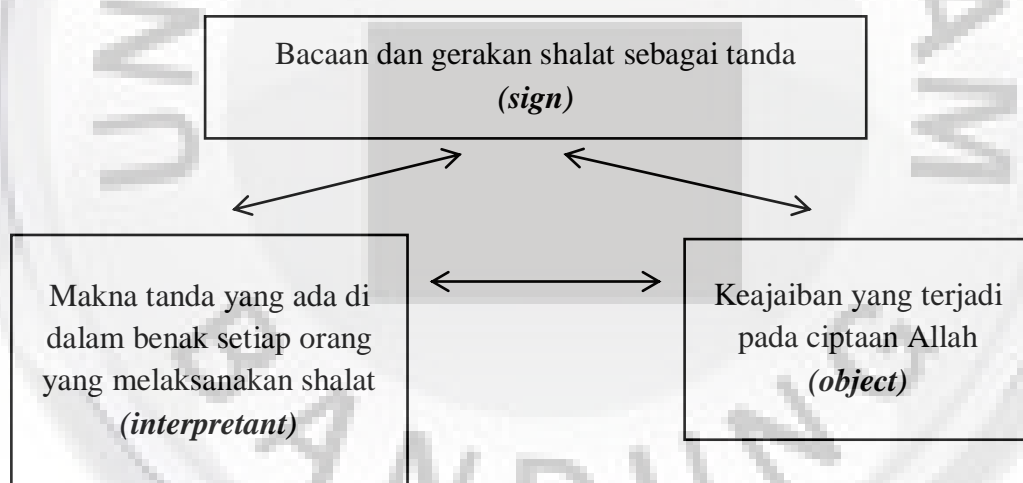 Bacaan dan gerakan shalat sebagai tanda
(sign)
Makna tanda yang ada di
dalam benak setiap orang
yang melaksanakan shalat
(interpretant)
Keajaiban yang terjadi
pada ciptaan Allah
(object)
BANDUNG